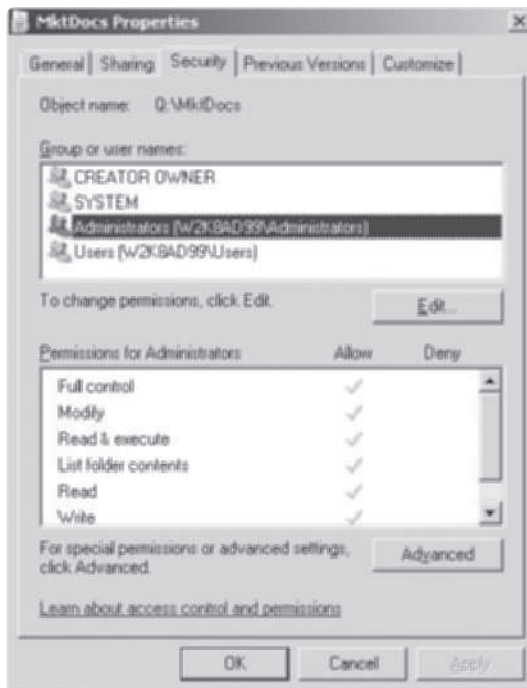 MktDocs Properties
General Sharing Security Previous Versions Customize
Object name: Q:\MktDocs
Group or user names:
CREATOR OWNER
SYSTEM
Administrators (W2K8AD99\Administrators)
Users (W2K8AD99\Users)
To change permissions, click Edit.
Edit...
Permissions for Administrators Allow Deny
Full control
Modify
Read & execute
List folder contents
Read
Write
For special permissions or advanced settings,
click Advanced.
Advanced
Learn about access control and permissions
OK Cancel Apply